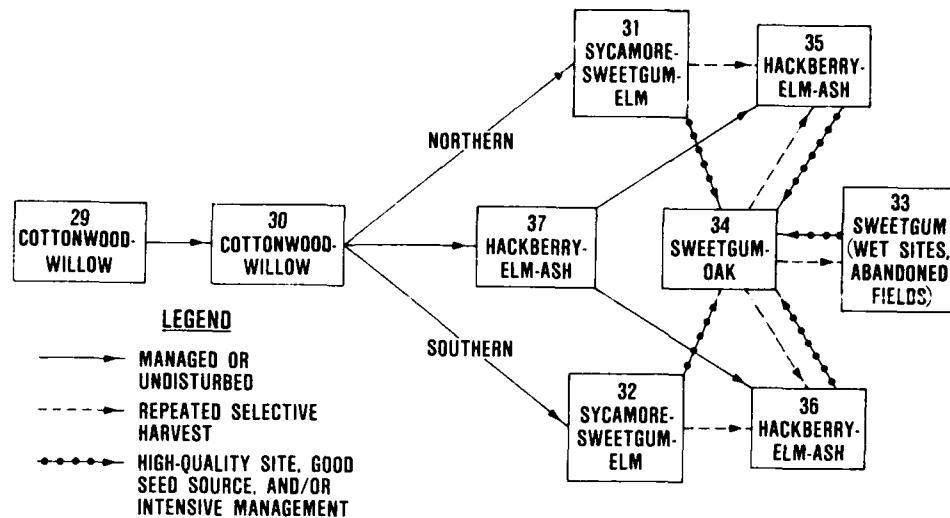 31
SYCAMORE-
SWEETGUM-
ELM
35
HACKBERRY-
ELM-ASH
NORTHERN
29
COTTONWOOD-
WILLOW
30
COTTONWOOD-
WILLOW
37
HACKBERRY-
ELM-ASH
34
SWEETGUM-
OAK
33
SWEETGUM
(WET SITES,
ABANDONED
FIELDS)
SOUTHERN
32
SYCAMORE-
SWEETGUM-
ELM
36
HACKBERRY-
ELM-ASH
LEGEND
MANAGED OR
UNDISTURBED
REPEATED SELECTIVE
HARVEST
HIGH-QUALITY SITE, GOOD
SEED SOURCE, AND/OR
INTENSIVE MANAGEMENT